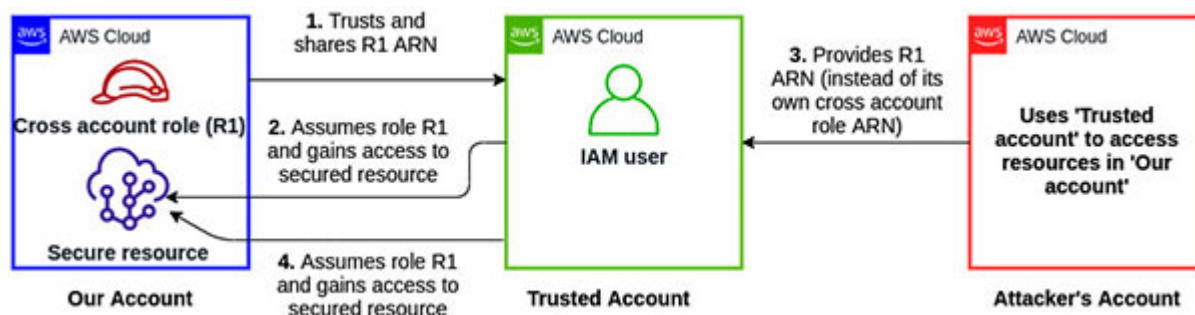 aws AWS Cloud
Cross account role (R1)
Secure resource
Our Account
1. Trusts and
shares R1 ARN
2. Assumes role R1
and gains access to
secured resource
4. Assumes role R1
and gains access to
secured resource
aws AWS Cloud
IAM user
Trusted Account
3. Provides R1
ARN (instead of its
own cross account
role ARN)
aws AWS Cloud
Uses 'Trusted
account' to access
resources in 'Our
account'
Attacker's Account